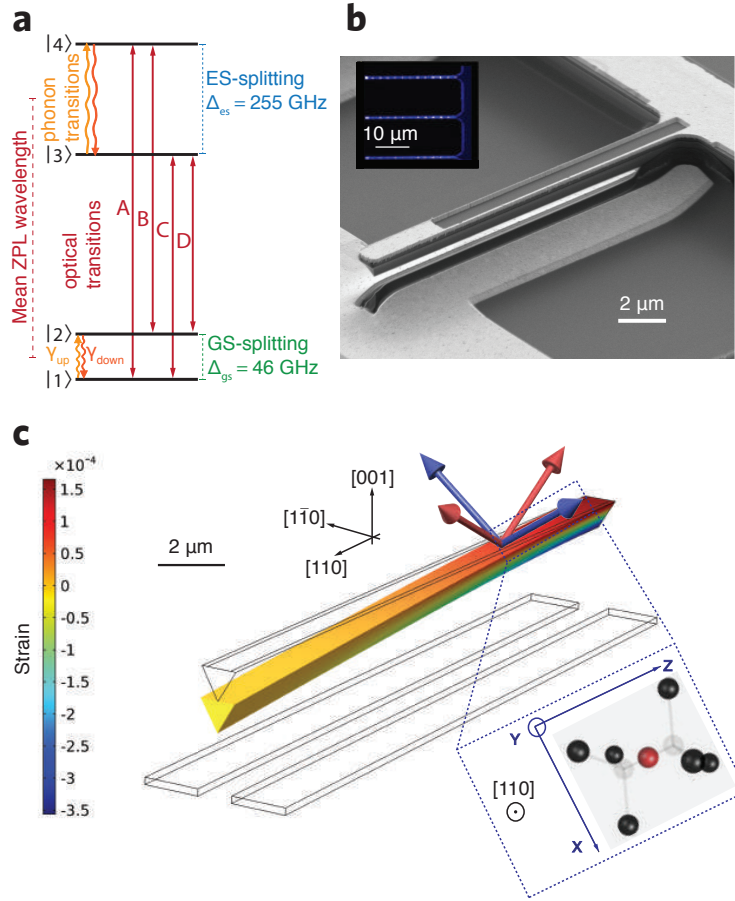 a
|4⟩
|3⟩
|2⟩
|1⟩
Mean ZPL wavelength
phonon
transitions
optical
transitions
A
B
C
D
ES-splitting
Δes = 255 GHz
GS-splitting
Δgs = 46 GHz
γup
γdown
b
10 μm
2 μm
c
×10⁻⁴
1.5
1
0.5
0
-0.5
-1
-1.5
-2
-2.5
-3
-3.5
Strain
2 μm
[001]
[11̅0]
[110]
Z
Y
X
[110]